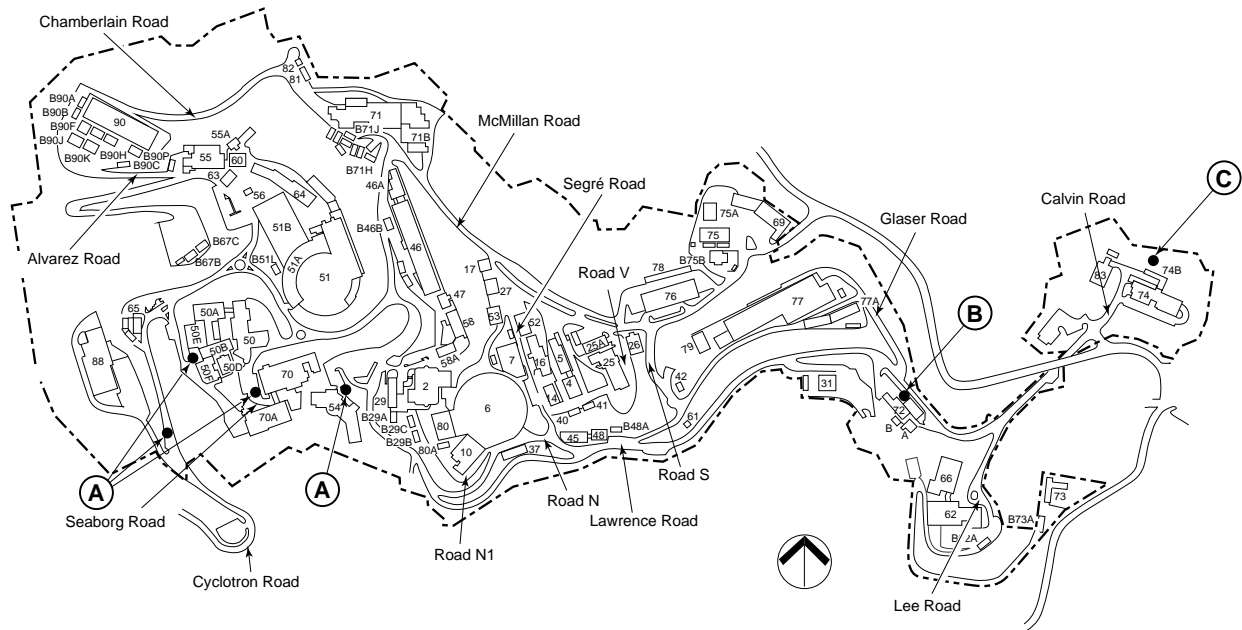 Chamberlain Road
82
81
B90A
B90B
90
B90F
B90J
B90K
B90H
B90P
B90C
55A
55
60
63
71
B71J
71B
B71H
McMillan Road
46A
Segré Road
56
64
51B
B46B
46
Alvarez Road
B67C
B67B
B51L
51A
51
17
27
47
53
58
52
58A
Road V
78
76
75A
75
69
B75B
Glaser Road
77
77A
79
Calvin Road
C
83
74B
74
B
65
50A
50E
50
50B
50F
50D
88
70
70A
54
29
2
7
16
5
25A
25
26
4
14
42
6
31
72
B
A
B29A
B29C
B29B
80
80A
10
40
41
61
45
48
B48A
37
A
A
Seaborg Road
Road N
Road S
Lawrence Road
66
62
73
B73A
Road N1
Cyclotron Road
Lee Road